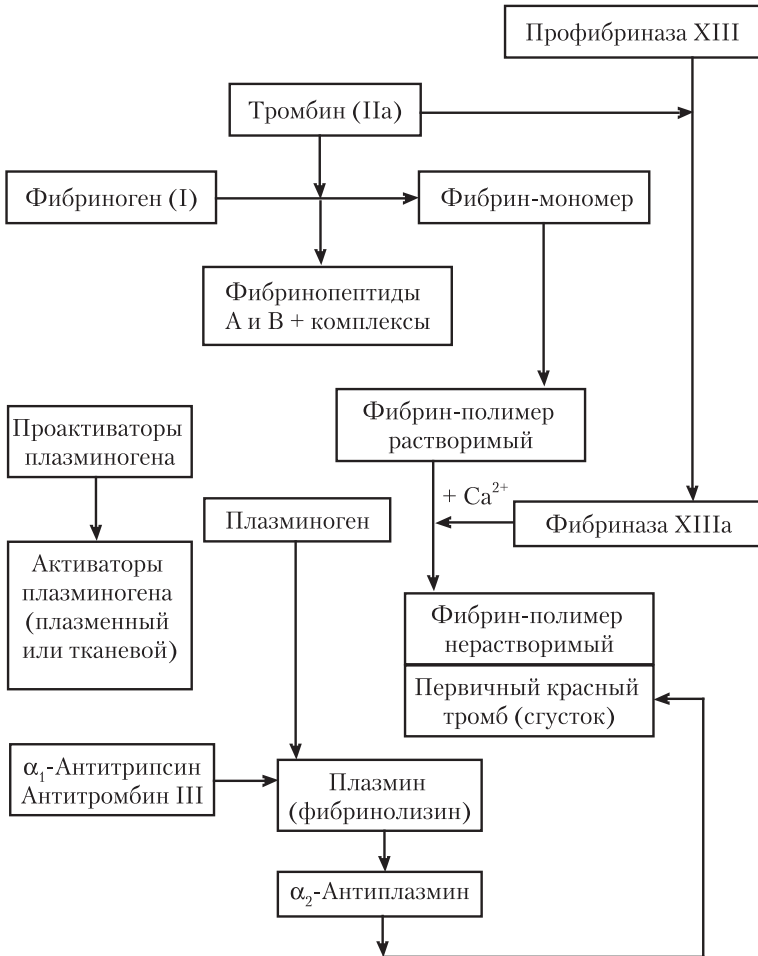 Профибриназа XIII
Тромбин (IIa)
Фибриноген (I)
Фибрин-мономер
Фибринопептиды
А и В + комплексы
Фибрин-полимер
растворимый
Проактиваторы
плазминогена
+ Ca²⁺
Плазминоген
Фибриназа XIIIa
Активаторы
плазминогена
(плазменный
или тканевой)
Фибрин-полимер
нерастворимый
Первичный красный
тромб (сгусток)
α₁-Антитрипсин
Антитромбин III
Плазмин
(фибринолизин)
α₂-Антиплазмин